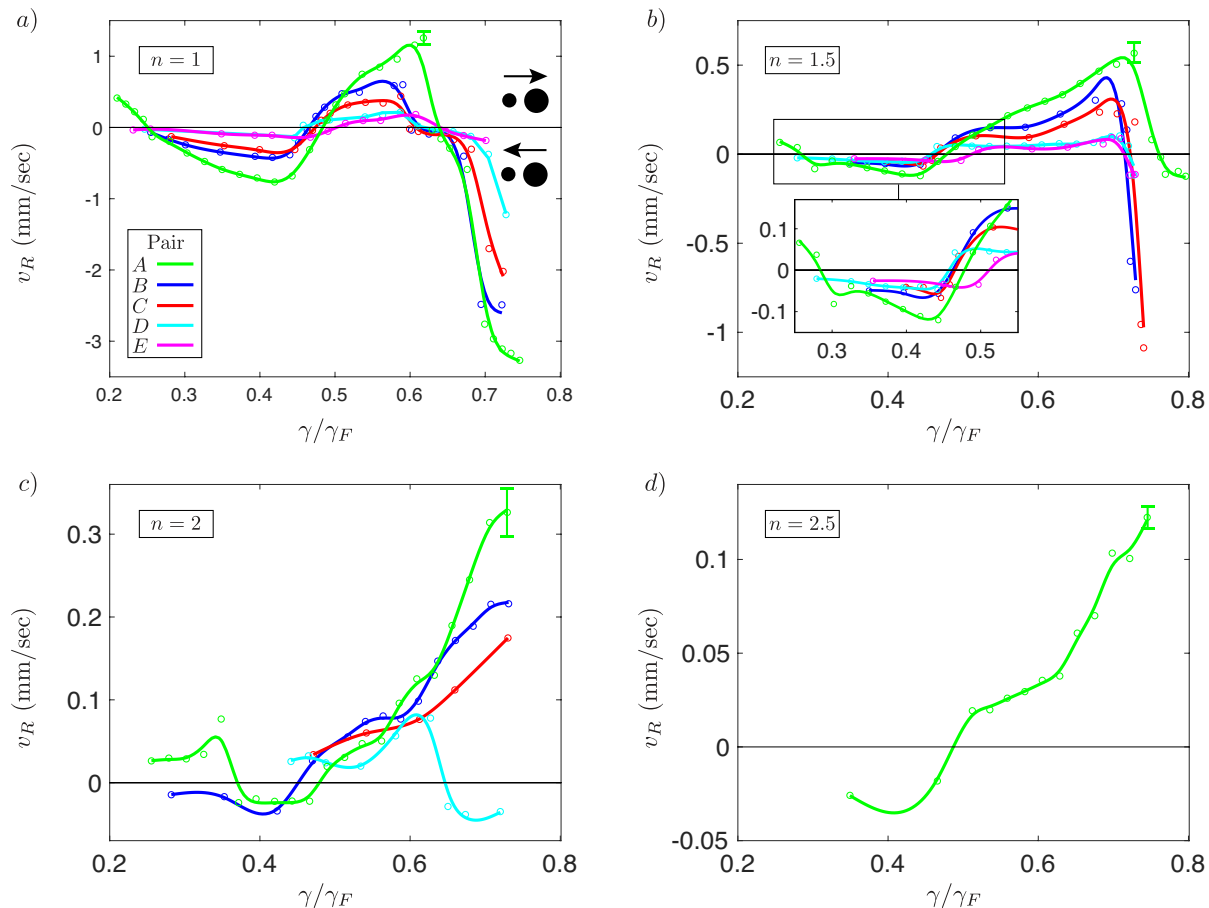 a)
n = 1
v_R (mm/sec)
1
0
-1
-2
-3
Pair
A
B
C
D
E
0.2 0.3 0.4 0.5 0.6 0.7 0.8
γ/γ_F
b)
n = 1.5
v_R (mm/sec)
0.5
0
-0.5
-1
0.1
0
-0.1
0.3 0.4 0.5
0.2 0.4 0.6 0.8
γ/γ_F
c)
n = 2
v_R (mm/sec)
0.3
0.2
0.1
0
0.2 0.4 0.6 0.8
γ/γ_F
d)
n = 2.5
v_R (mm/sec)
0.1
0.05
0
-0.05
0.2 0.4 0.6 0.8
γ/γ_F